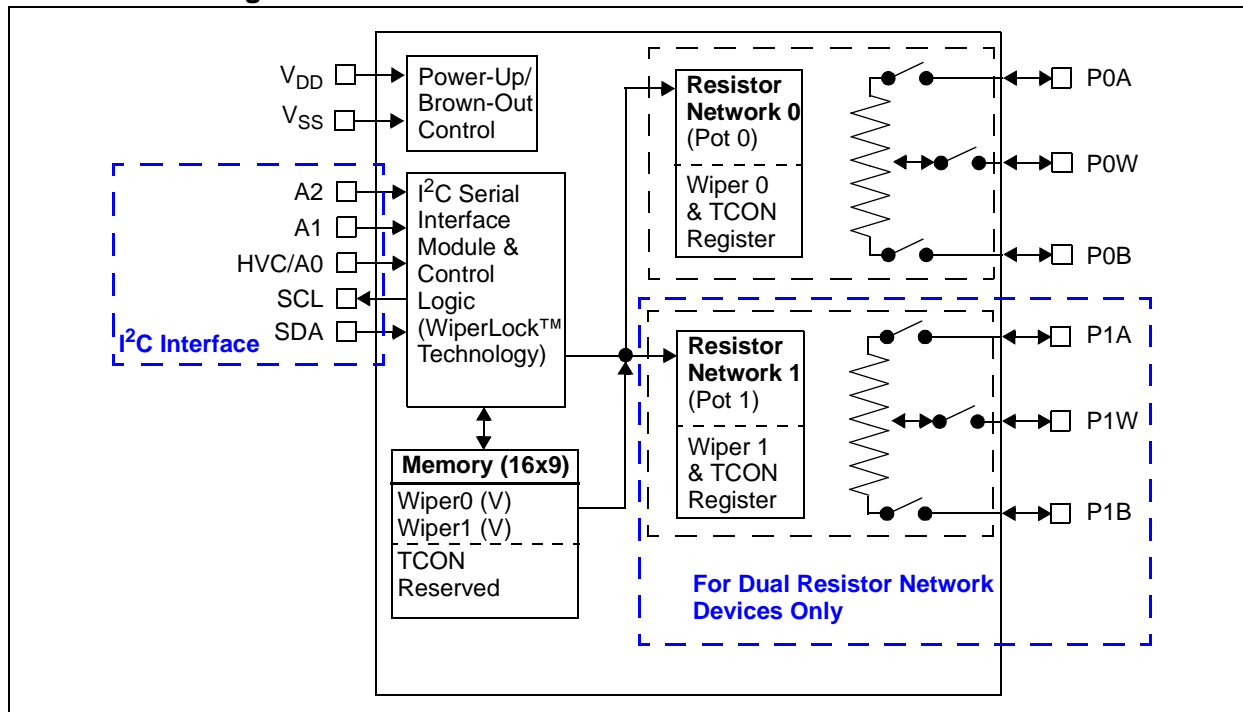 V_DD
V_SS
Power-Up/
Brown-Out
Control
A2
A1
HVC/A0
SCL
SDA
I²C Interface
I²C Serial
Interface
Module &
Control
Logic
(WiperLock™
Technology)
Memory (16x9)
Wiper0 (V)
Wiper1 (V)
TCON
Reserved
Resistor
Network 0
(Pot 0)
Wiper 0
& TCON
Register
P0A
P0W
P0B
Resistor
Network 1
(Pot 1)
Wiper 1
& TCON
Register
P1A
P1W
P1B
For Dual Resistor Network
Devices Only